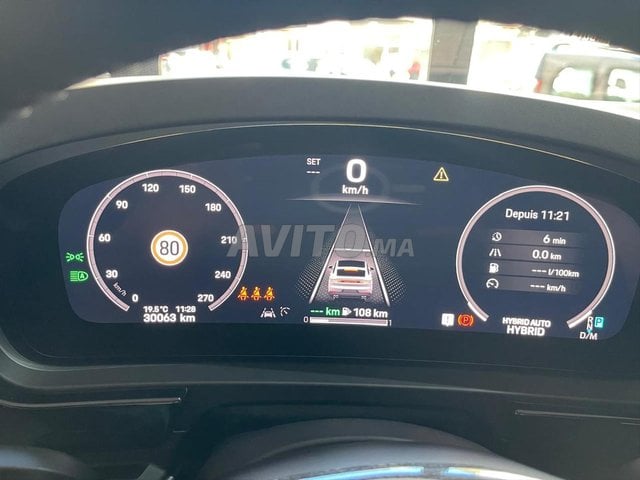 SET
---
0
km/h
0
30
60
90
120
150
180
210
240
270
km/h
80
19.5°C 11:28
30063 km
A
AVITO.MA
--- km 108 km
0 1
Depuis 11:21
6 min
0.0 km
--- l/100km
--- km/h
P
HYBRID AUTO
HYBRID
R
N
P
D/M